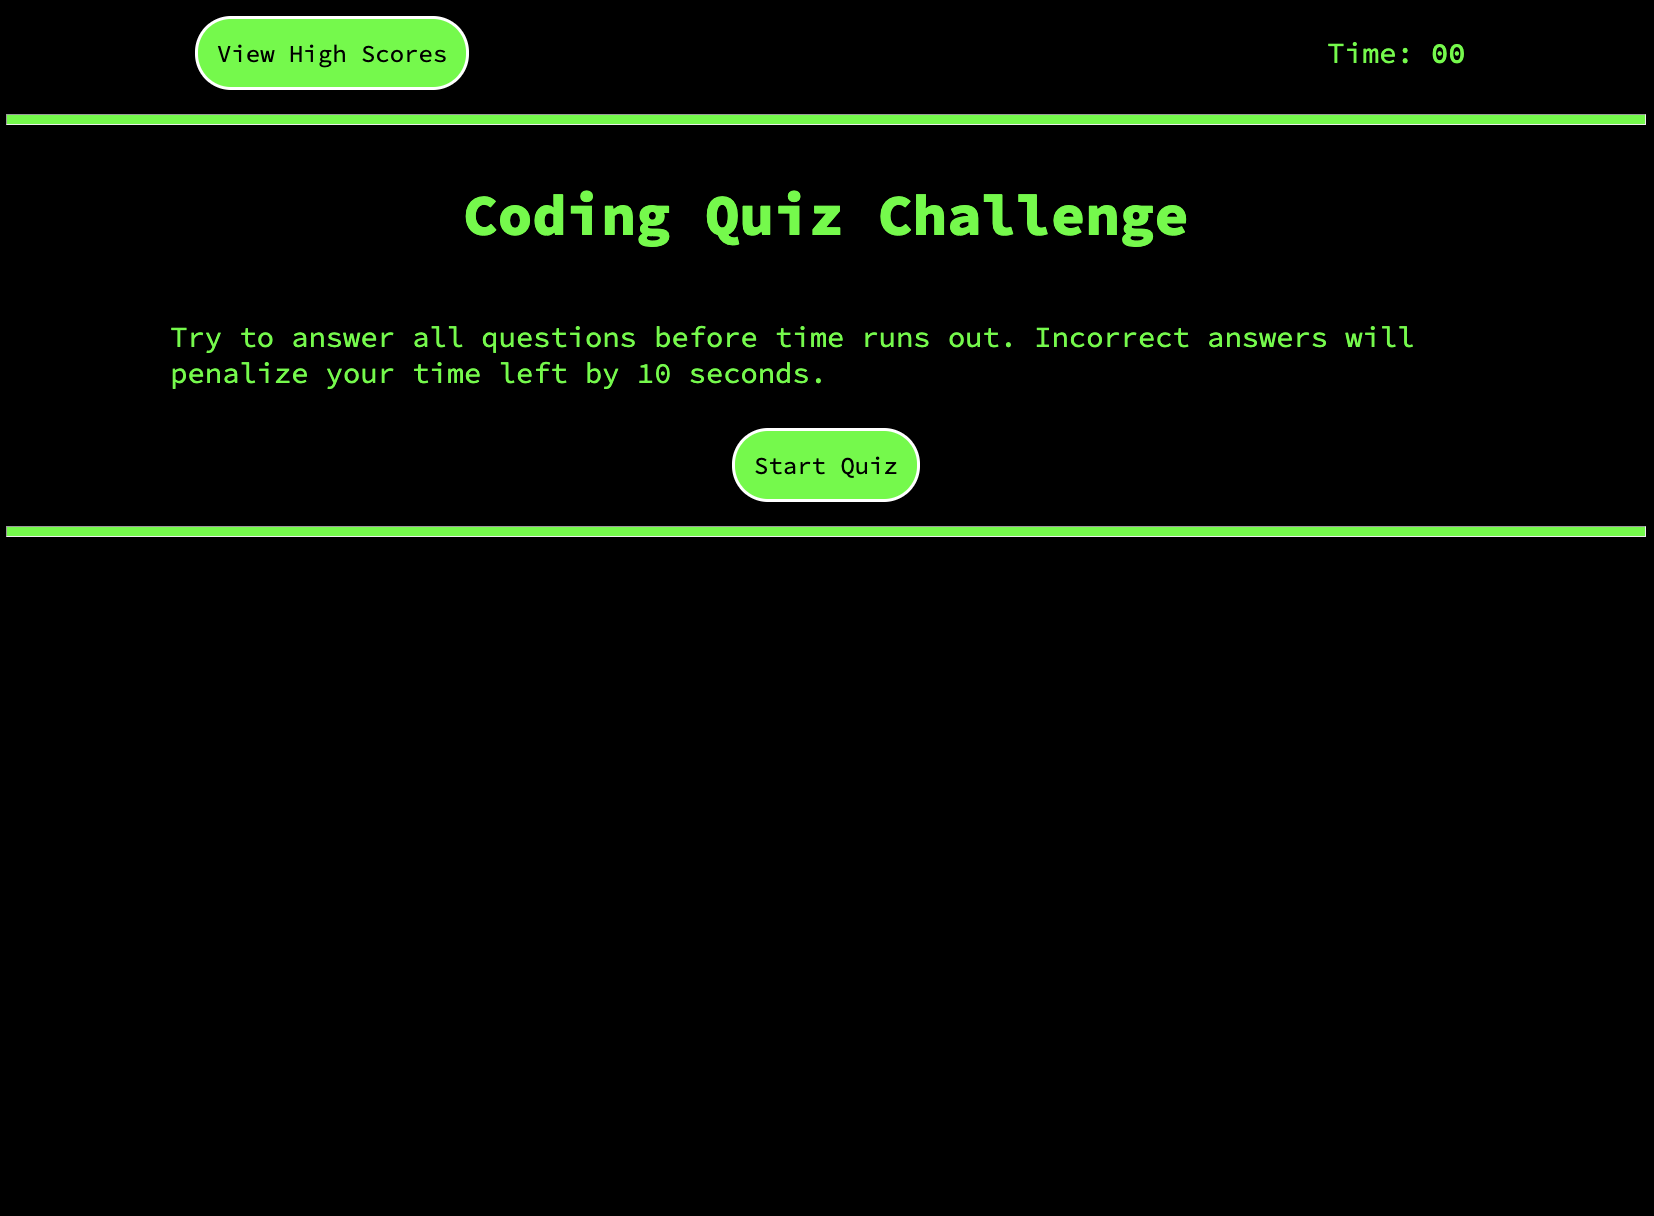 View High Scores
Time: 00
Coding Quiz Challenge
Try to answer all questions before time runs out. Incorrect answers will
penalize your time left by 10 seconds.
Start Quiz